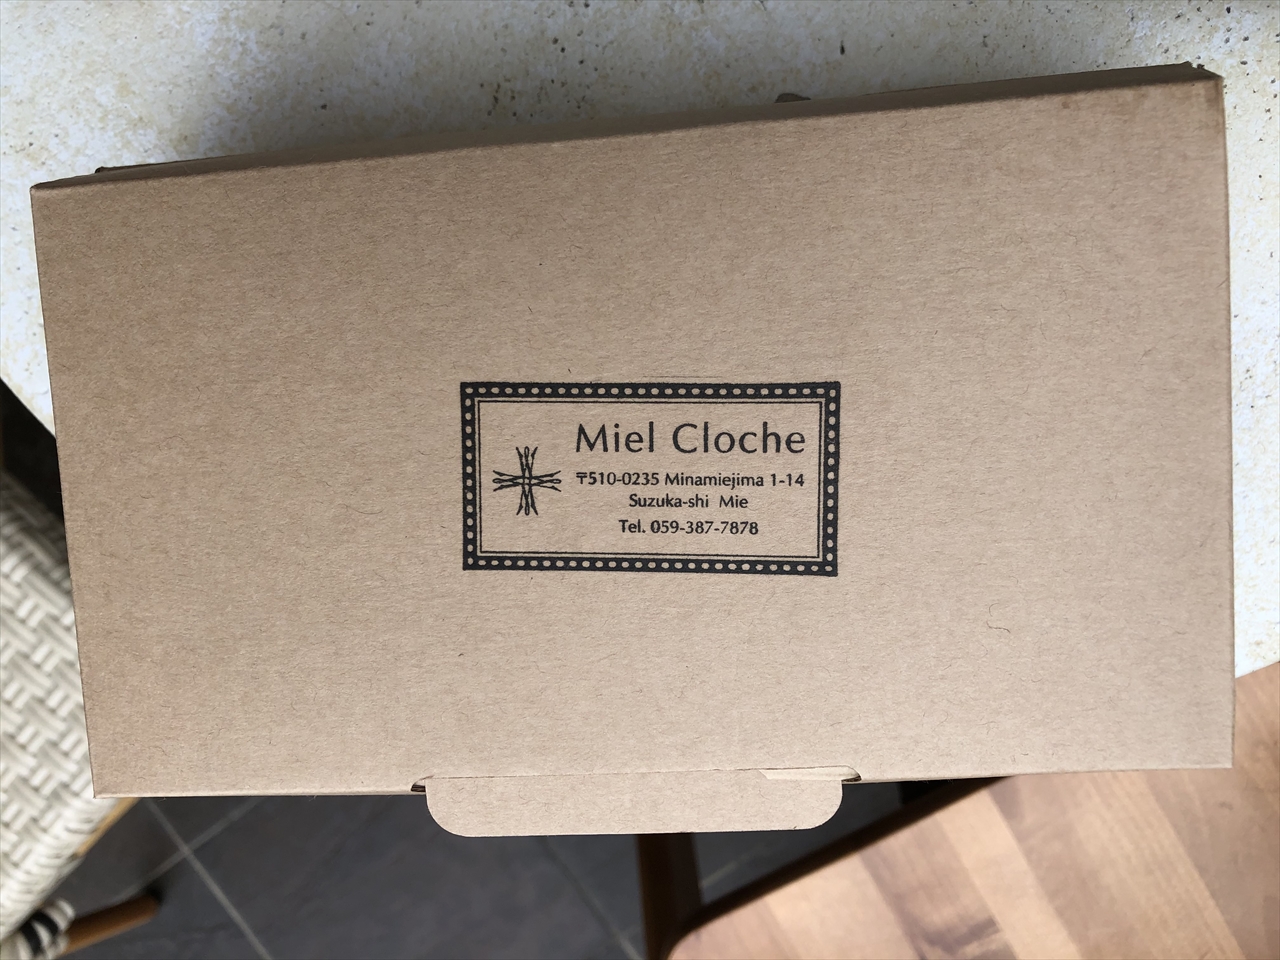 Miel Cloche
〒510-0235 Minamiejima 1-14
Suzuka-shi Mie
Tel. 059-387-7878